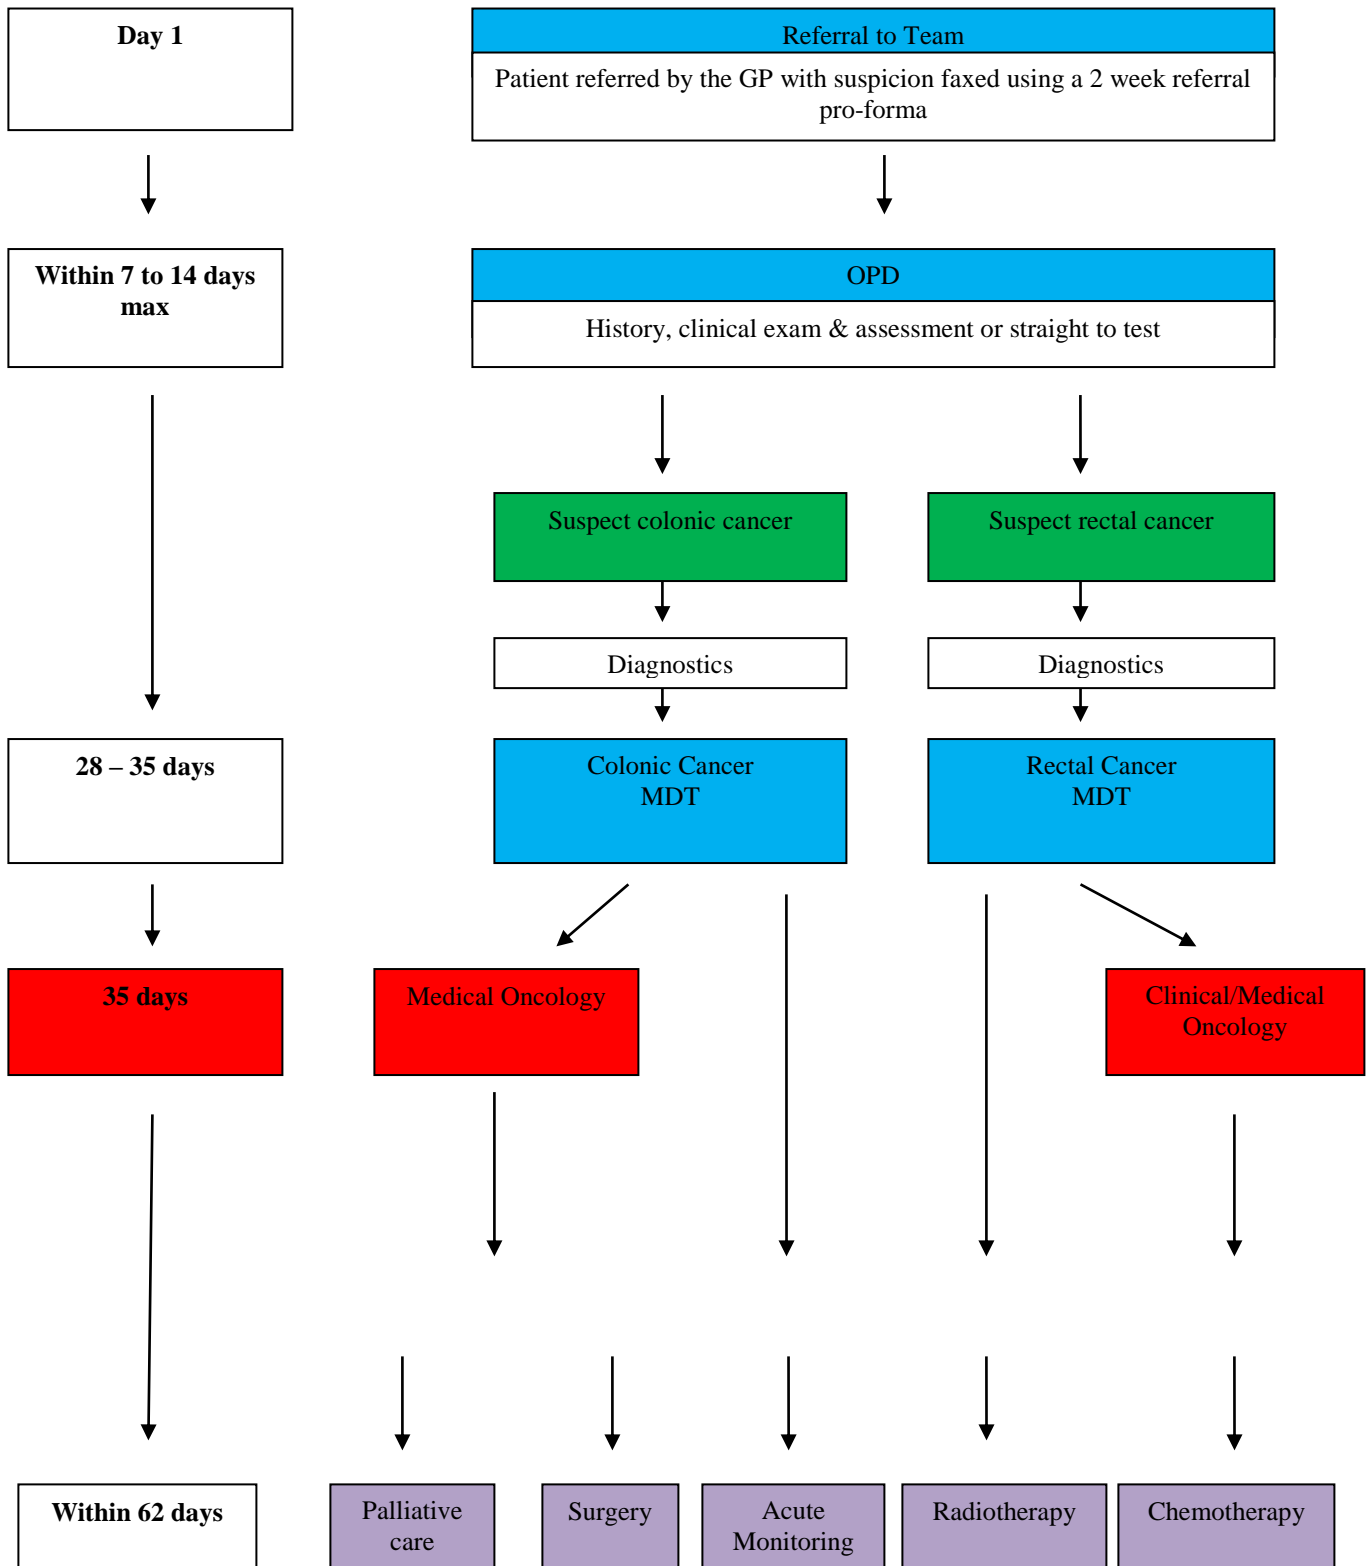 Day 1
Referral to Team
Patient referred by the GP with suspicion faxed using a 2 week referral
pro-forma
Within 7 to 14 days
max
OPD
History, clinical exam & assessment or straight to test
Suspect colonic cancer
Suspect rectal cancer
Diagnostics
Diagnostics
28 – 35 days
Colonic Cancer
MDT
Rectal Cancer
MDT
35 days
Medical Oncology
Clinical/Medical
Oncology
Within 62 days
Palliative
care
Surgery
Acute
Monitoring
Radiotherapy
Chemotherapy